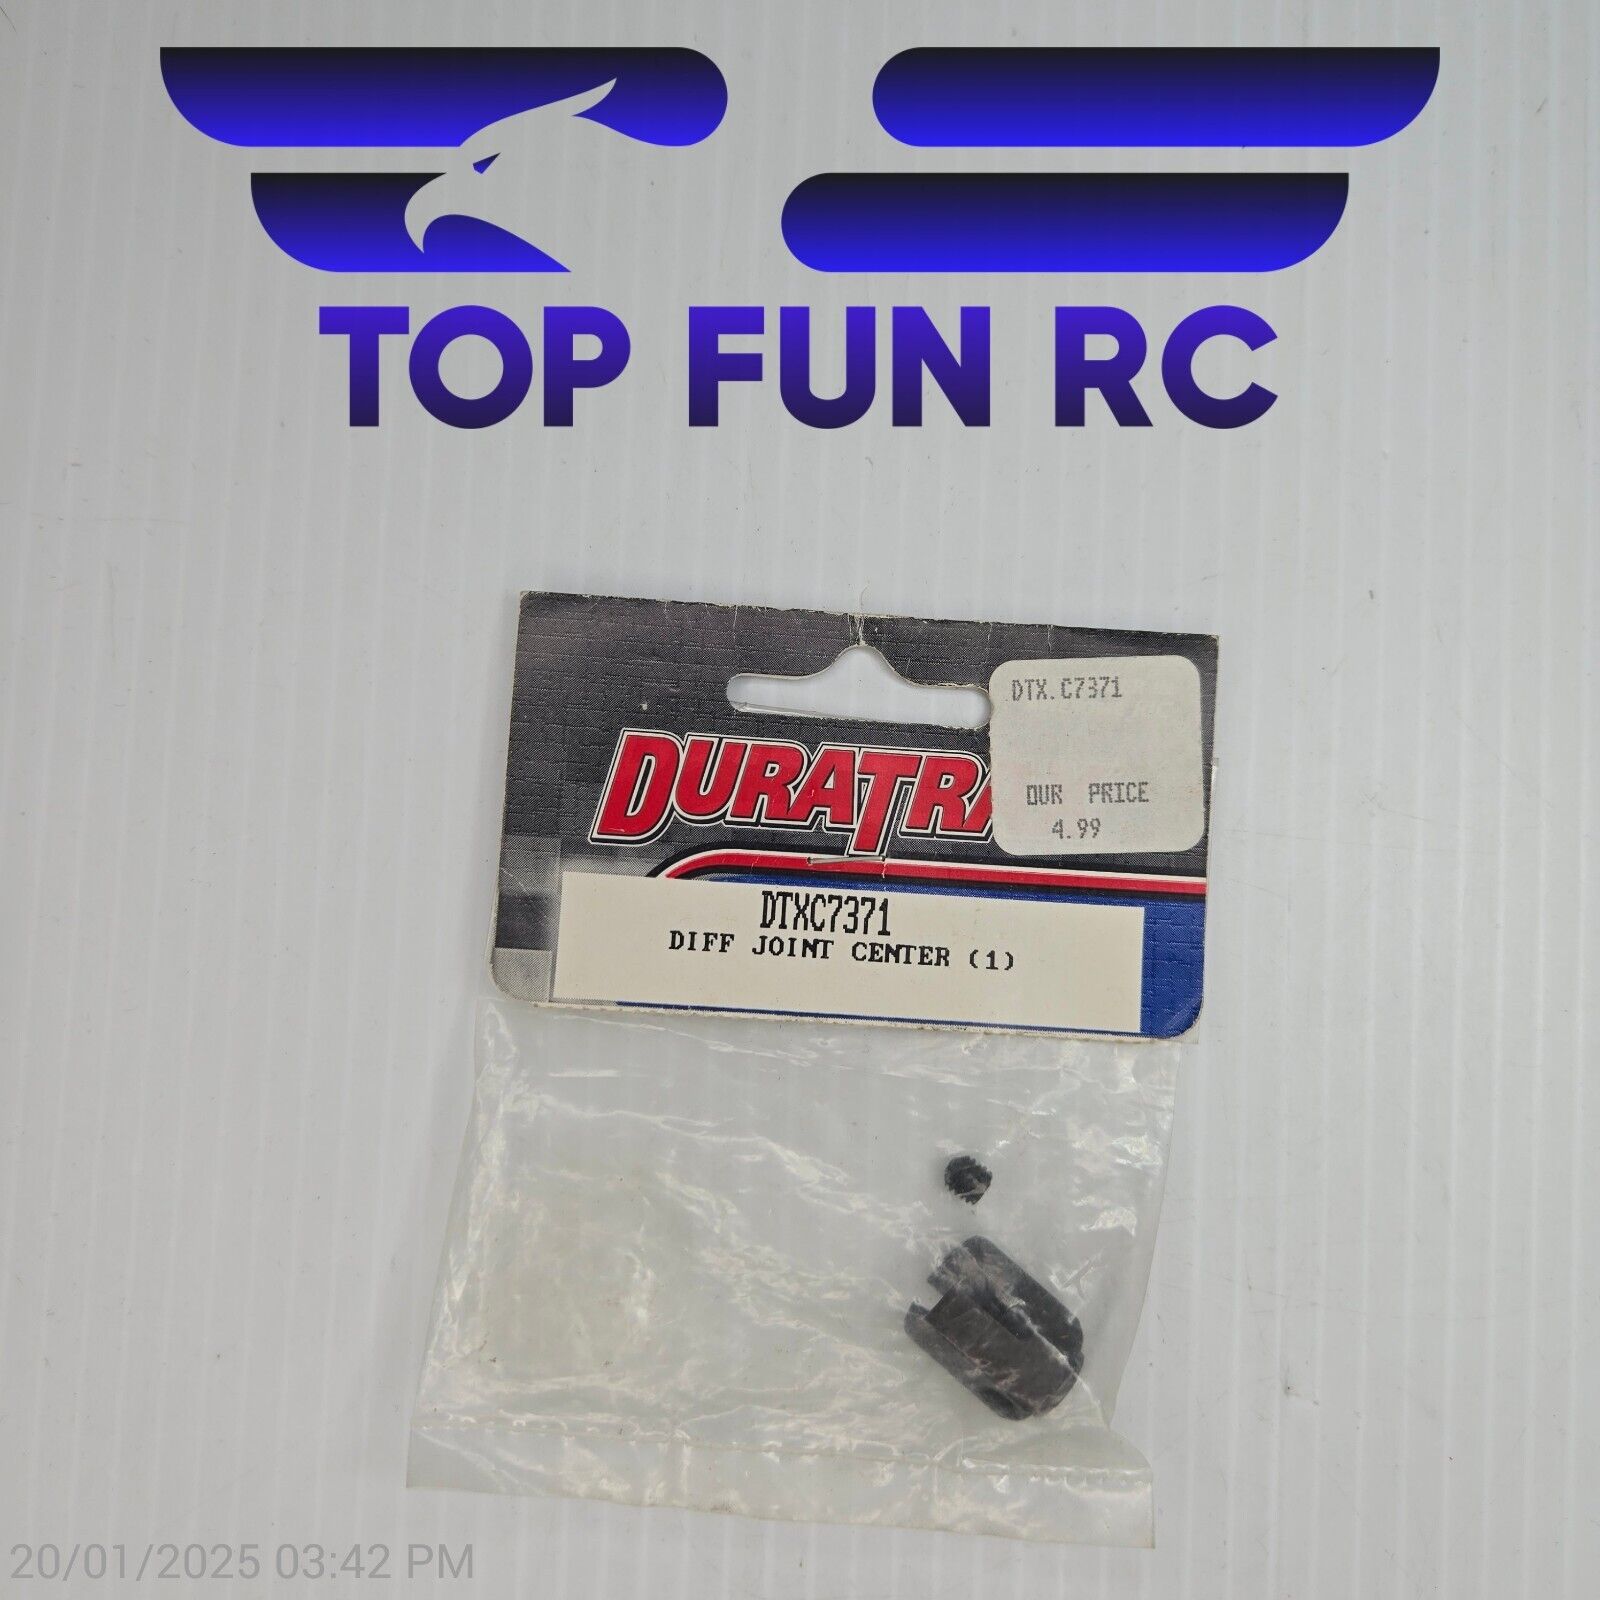 TOP FUN RC
DTX.C7371
OUR PRICE
4.99
DURATRA
DTXC7371
DIFF JOINT CENTER (1)
20/01/2025 03:42 PM